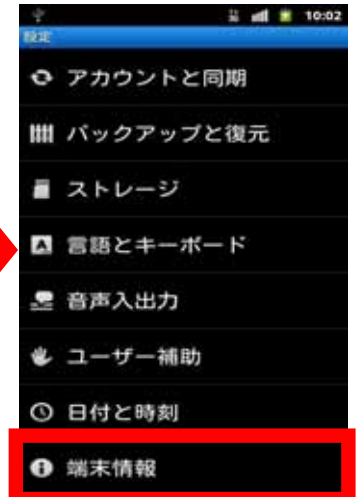 10:02
設定
アカウントと同期
バックアップと復元
ストレージ
言語とキーボード
音声入出力
ユーザー補助
日付と時刻
端末情報